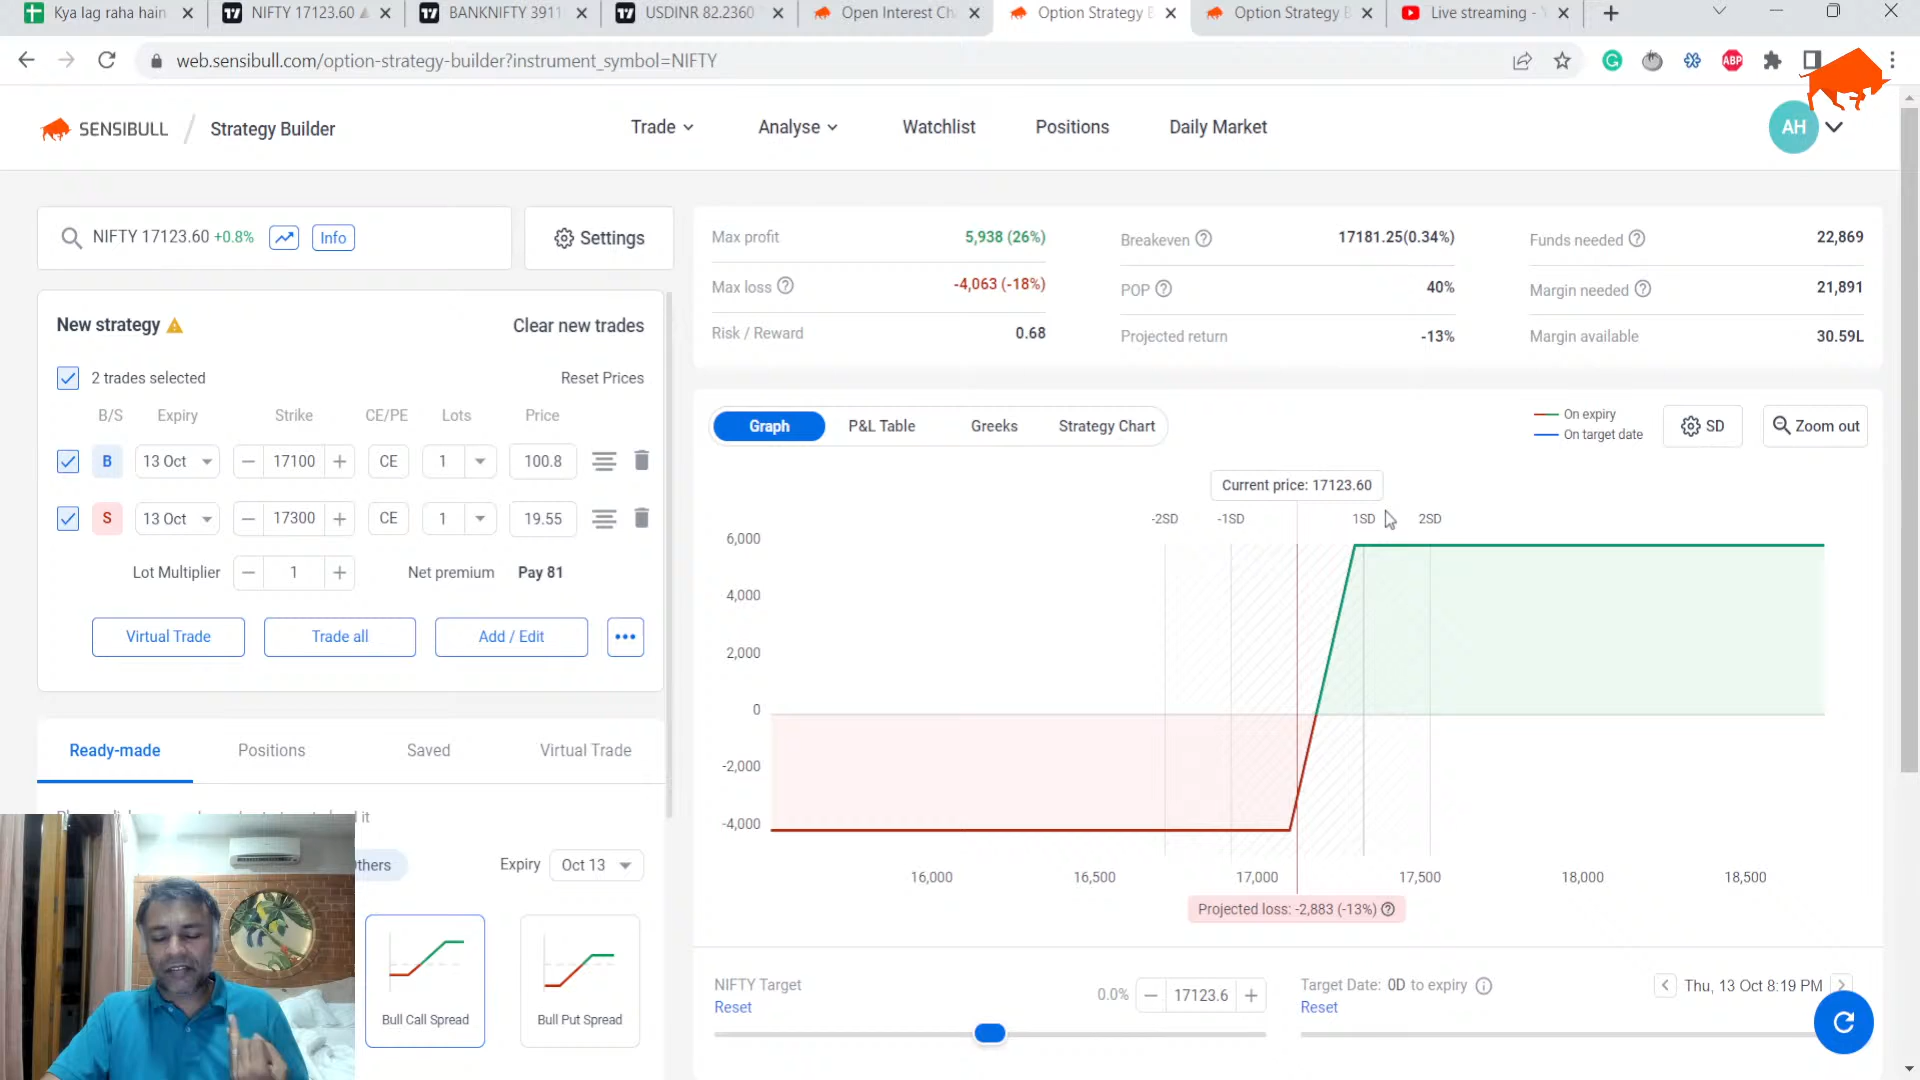 Kya lag raha hain
NIFTY 17123.60
BANKNIFTY 3911
USDINR 82.2360
Open Interest Ch
Option Strategy B
Option Strategy B
Live streaming - Y
web.sensibull.com/option-strategy-builder?instrument_symbol=NIFTY
ABP
SENSIBULL / Strategy Builder
Trade
Analyse
Watchlist
Positions
Daily Market
AH
NIFTY 17123.60 +0.8%
Info
Settings
Max profit 5,938 (26%)
Max loss -4,063 (-18%)
Risk / Reward 0.68
Breakeven 17181.25(0.34%)
POP 40%
Projected return -13%
Funds needed 22,869
Margin needed 21,891
Margin available 30.59L
New strategy
Clear new trades
2 trades selected
Reset Prices
B/S Expiry Strike CE/PE Lots Price
B 13 Oct 17100 CE 1 100.8
S 13 Oct 17300 CE 1 19.55
Lot Multiplier 1 Net premium Pay 81
Virtual Trade
Trade all
Add / Edit
Ready-made
Positions
Saved
Virtual Trade
it
Others
Expiry Oct 13
Bull Call Spread
Bull Put Spread
Graph
P&L Table
Greeks
Strategy Chart
On expiry
On target date
SD
Zoom out
Current price: 17123.60
-2SD -1SD 1SD 2SD
6,000
4,000
2,000
0
-2,000
-4,000
16,000 16,500 17,000 17,500 18,000 18,500
Projected loss: -2,883 (-13%)
NIFTY Target
Reset
0.0% 17123.6
Target Date: 0D to expiry
Reset
Thu, 13 Oct 8:19 PM